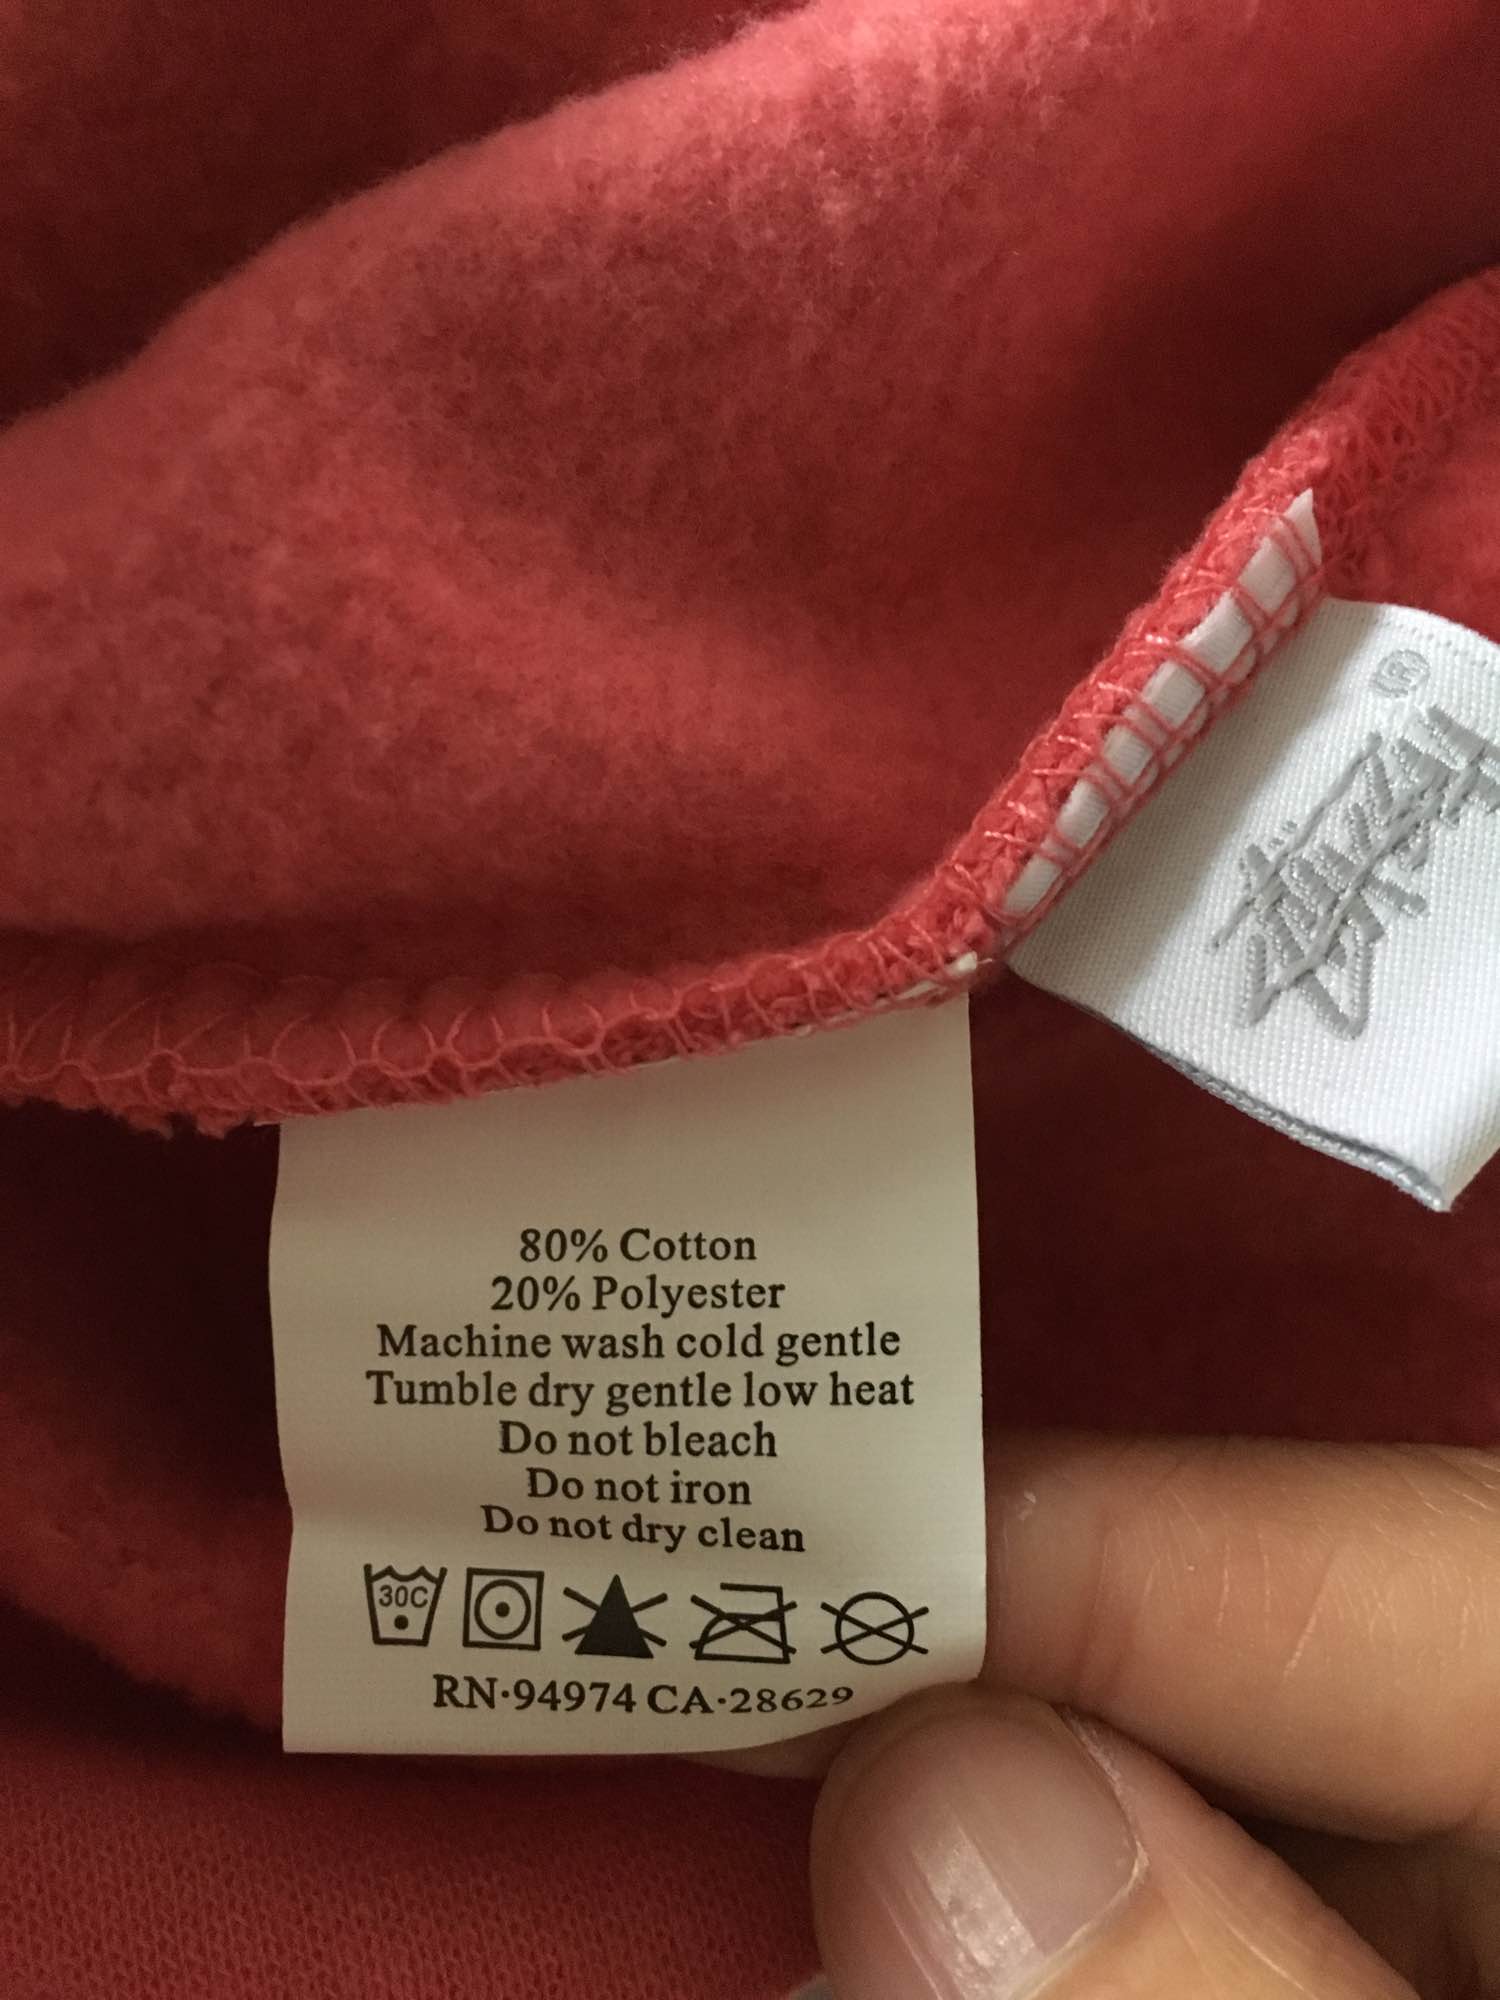 80% Cotton
20% Polyester
Machine wash cold gentle
Tumble dry gentle low heat
Do not bleach
Do not iron
Do not dry clean
30C
RN·94974 CA·28629
®
Stüssy